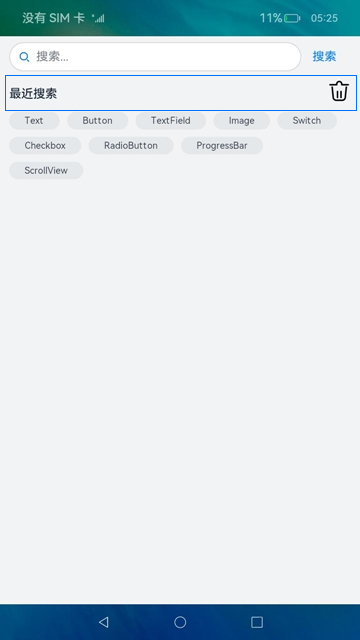 没有 SIM 卡 11% 05:25
搜索... 搜索
最近搜索
Text Button TextField Image Switch
Checkbox RadioButton ProgressBar
ScrollView